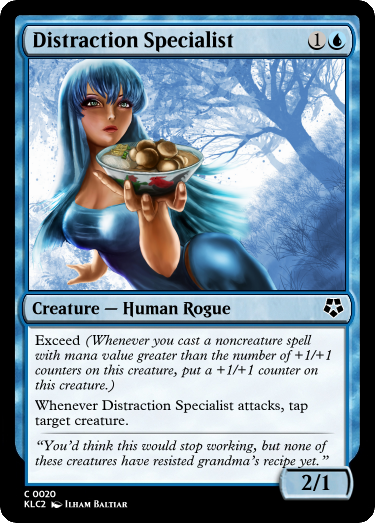 Distraction Specialist 1
Creature — Human Rogue
Exceed (Whenever you cast a noncreature spell
with mana value greater than the number of +1/+1
counters on this creature, put a +1/+1 counter on
this creature.)
Whenever Distraction Specialist attacks, tap
target creature.
“You’d think this would stop working, but none of
these creatures have resisted grandma’s recipe yet.”
2/1
C 0020
KLC2 Ilham Baltiar